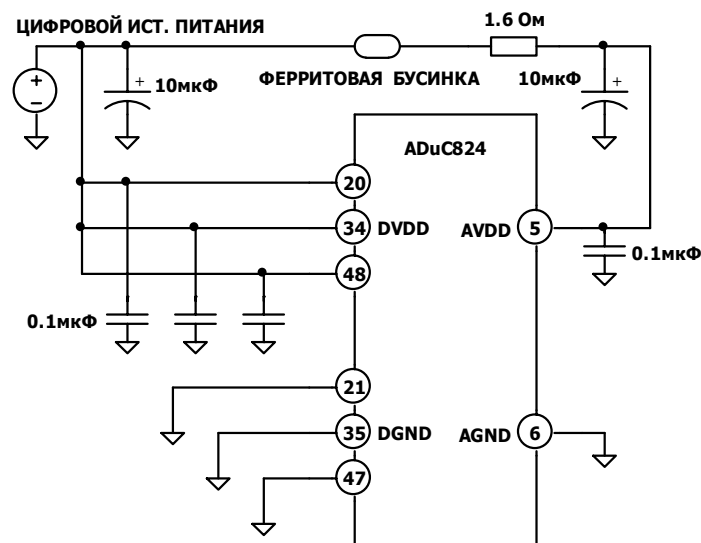 ЦИФРОВОЙ ИСТ. ПИТАНИЯ
1.6 Ом
+
+
10мкФ
ФЕРРИТОВАЯ БУСИНКА
10мкФ
+
−
ADuC824
20
34 DVDD
AVDD 5
48
0.1мкФ
0.1мкФ
21
35 DGND
AGND 6
47